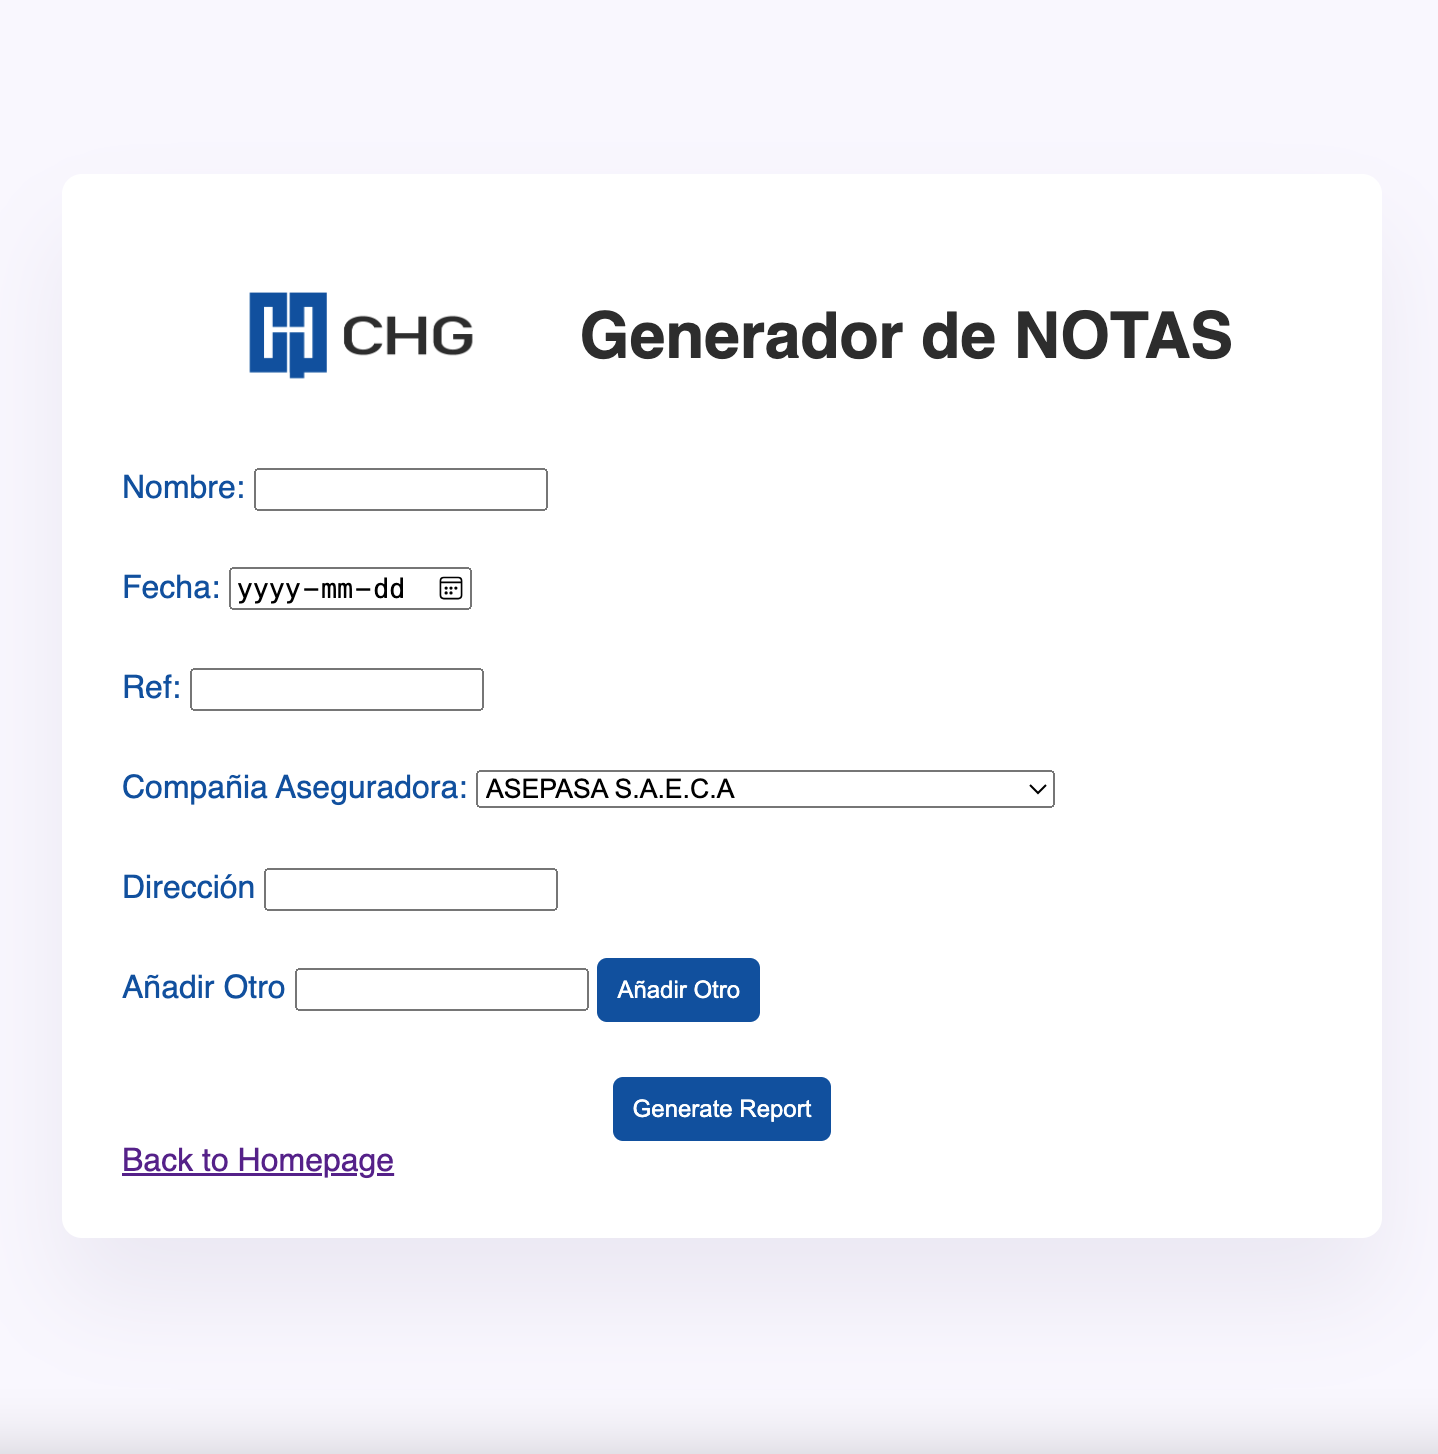 CHG Generador de NOTAS
Nombre:
Fecha: yyyy-mm-dd
Ref:
Compañia Aseguradora: ASEPASA S.A.E.C.A
Dirección
Añadir Otro Añadir Otro
Generate Report
Back to Homepage